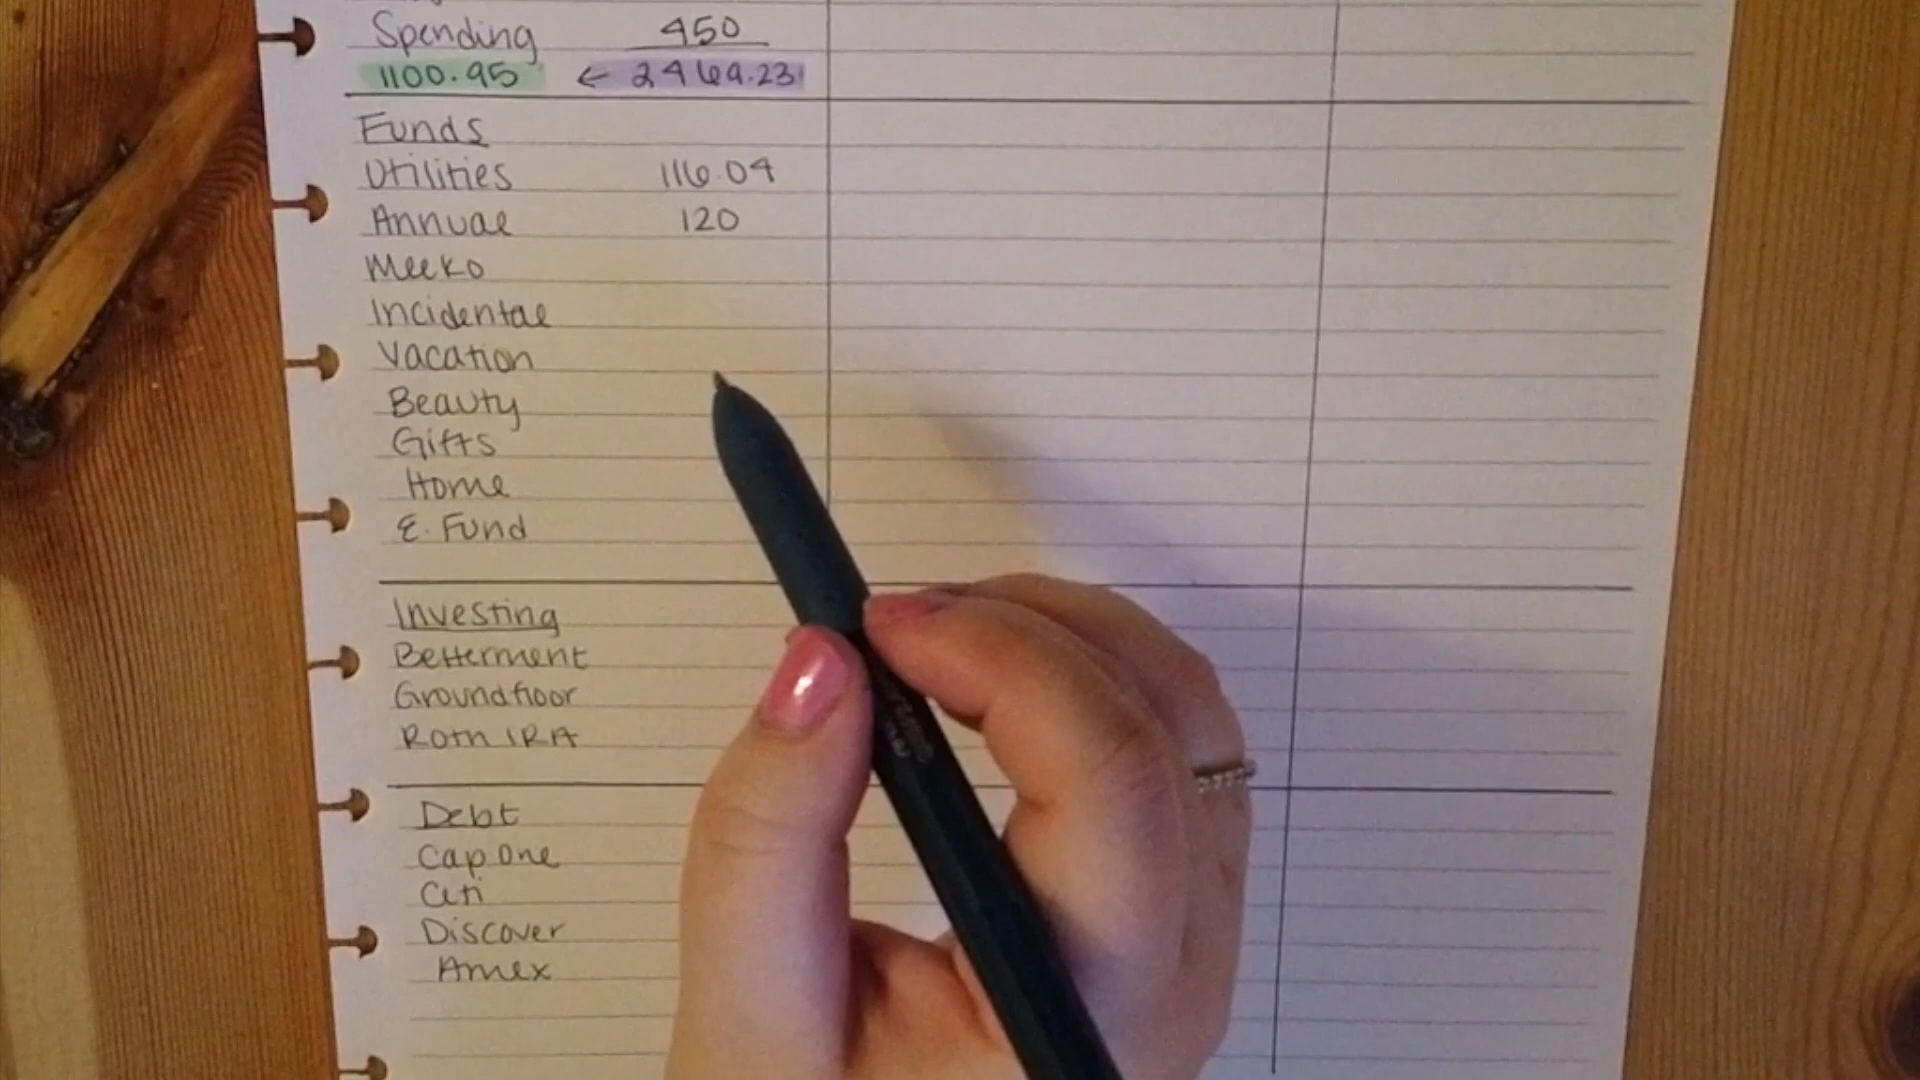 Spending 450
1100.95 ← 2469.23
Funds
Utilities 116.04
Annual 120
Meeko
Incidental
Vacation
Beauty
Gifts
Home
E. Fund
Investing
Betterment
Groundfloor
Roth IRA
Debt
Cap One
Citi
Discover
Amex